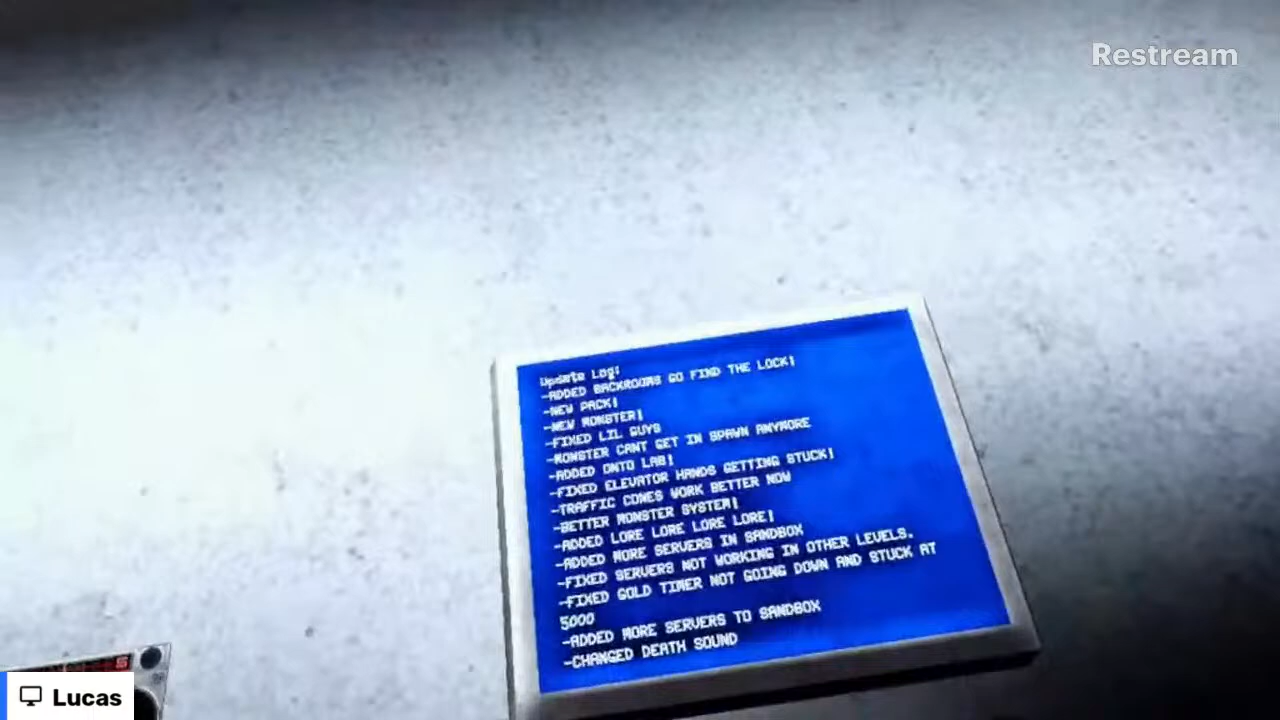 Restream
Update Log:
-ADDED BACKROOMS GO FIND THE LOCK!
-NEW PACK!
-NEW MONSTER!
-FIXED LIL GUYS
-MONSTER CANT GET IN SPAWN ANYMORE
-ADDED ONTO LAB!
-FIXED ELEVATOR HANDS GETTING STUCK!
-TRAFFIC CONES WORK BETTER NOW
-BETTER MONSTER SYSTEM!
-ADDED LORE LORE LORE LORE!
-ADDED MORE SERVERS IN SANDBOX
-FIXED SERVERS NOT WORKING IN OTHER LEVELS.
-FIXED GOLD TIMER NOT GOING DOWN AND STUCK AT
5000
-ADDED MORE SERVERS TO SANDBOX
-CHANGED DEATH SOUND
Lucas